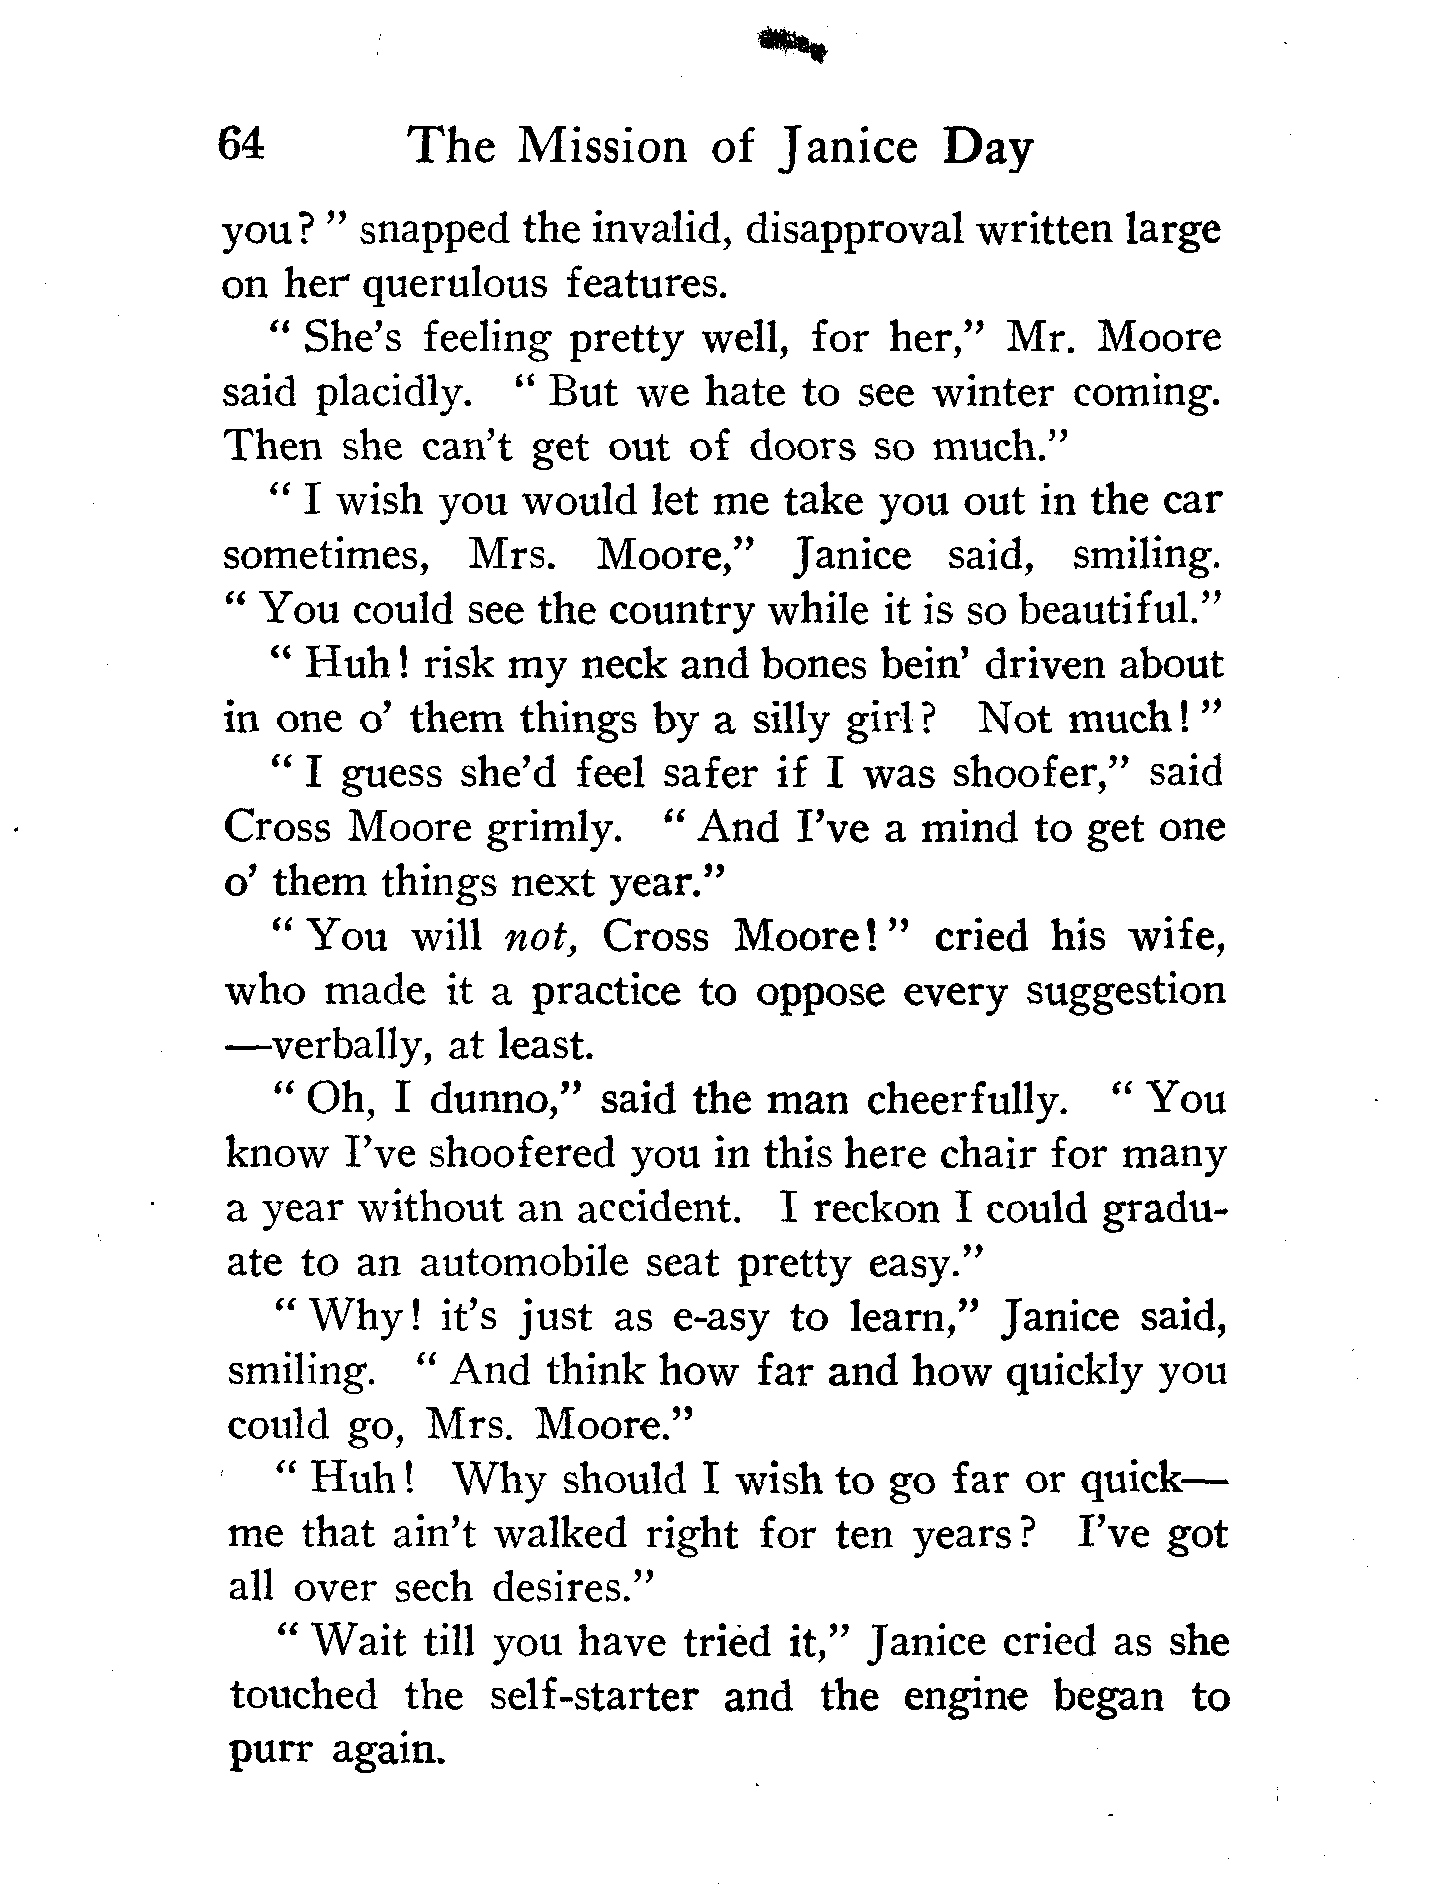 64 The Mission of Janice Day
you? " snapped the invalid, disapproval written large
on her querulous features.
" She's feeling pretty well, for her," Mr. Moore
said placidly. " But we hate to see winter coming.
Then she can't get out of doors so much."
" I wish you would let me take you out in the car
sometimes, Mrs. Moore," Janice said, smiling.
" You could see the country while it is so beautiful."
" Huh! risk my neck and bones bein' driven about
in one o' them things by a silly girl? Not much! "
" I guess she'd feel safer if I was shoofer," said
Cross Moore grimly. " And I've a mind to get one
o' them things next year."
" You will not, Cross Moore! " cried his wife,
who made it a practice to oppose every suggestion
—verbally, at least.
" Oh, I dunno," said the man cheerfully. " You
know I've shoofered you in this here chair for many
a year without an accident. I reckon I could gradu-
ate to an automobile seat pretty easy."
" Why! it's just as e-asy to learn," Janice said,
smiling. " And think how far and how quickly you
could go, Mrs. Moore."
" Huh! Why should I wish to go far or quick—
me that ain't walked right for ten years? I've got
all over sech desires."
" Wait till you have tried it," Janice cried as she
touched the self-starter and the engine began to
purr again.